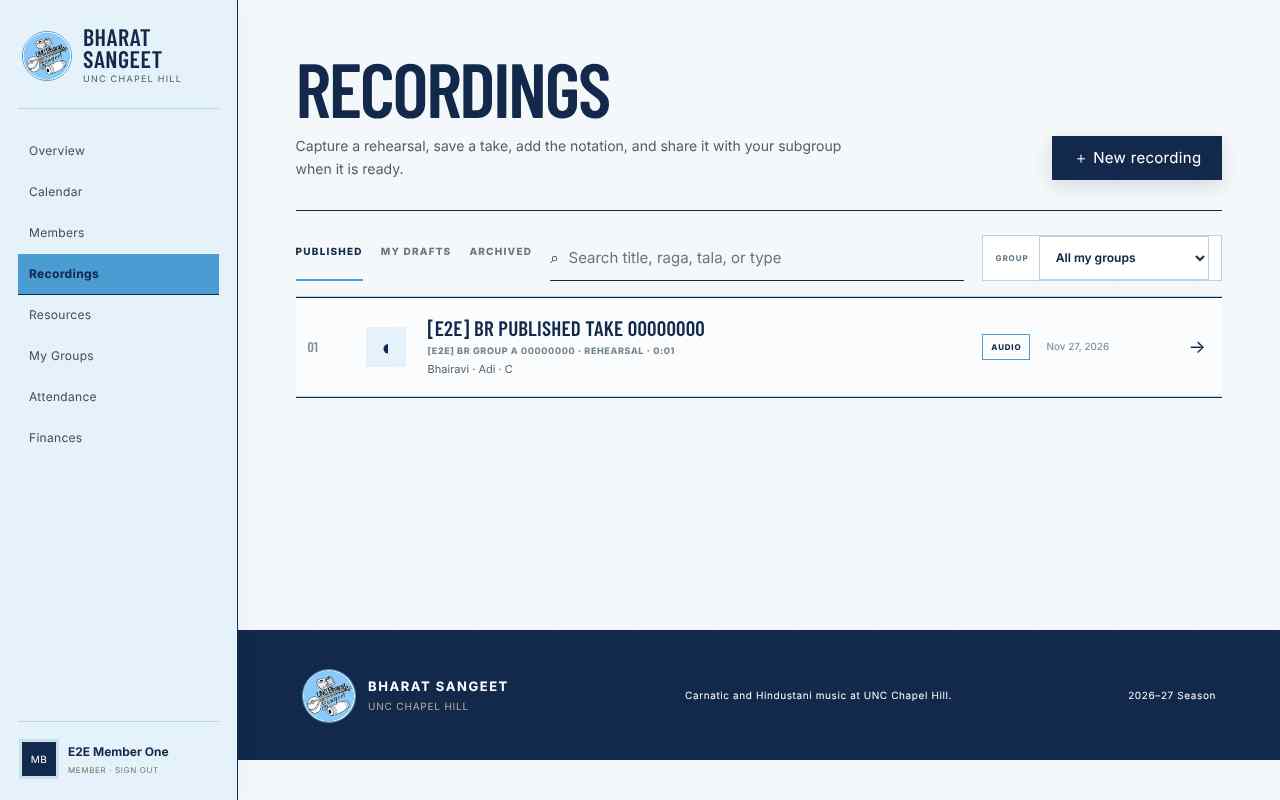 BHARAT
SANGEET
UNC CHAPEL HILL
Overview
Calendar
Members
Recordings
Resources
My Groups
Attendance
Finances
MB
E2E Member One
MEMBER · SIGN OUT
RECORDINGS
Capture a rehearsal, save a take, add the notation, and share it with your subgroup
when it is ready.
+ New recording
PUBLISHED
MY DRAFTS
ARCHIVED
Search title, raga, tala, or type
GROUP
All my groups
01
[E2E] BR PUBLISHED TAKE 00000000
[E2E] BR GROUP A 00000000 · REHEARSAL · 0:01
Bhairavi · Adi · C
AUDIO
Nov 27, 2026
→
BHARAT SANGEET
UNC CHAPEL HILL
Carnatic and Hindustani music at UNC Chapel Hill.
2026–27 Season